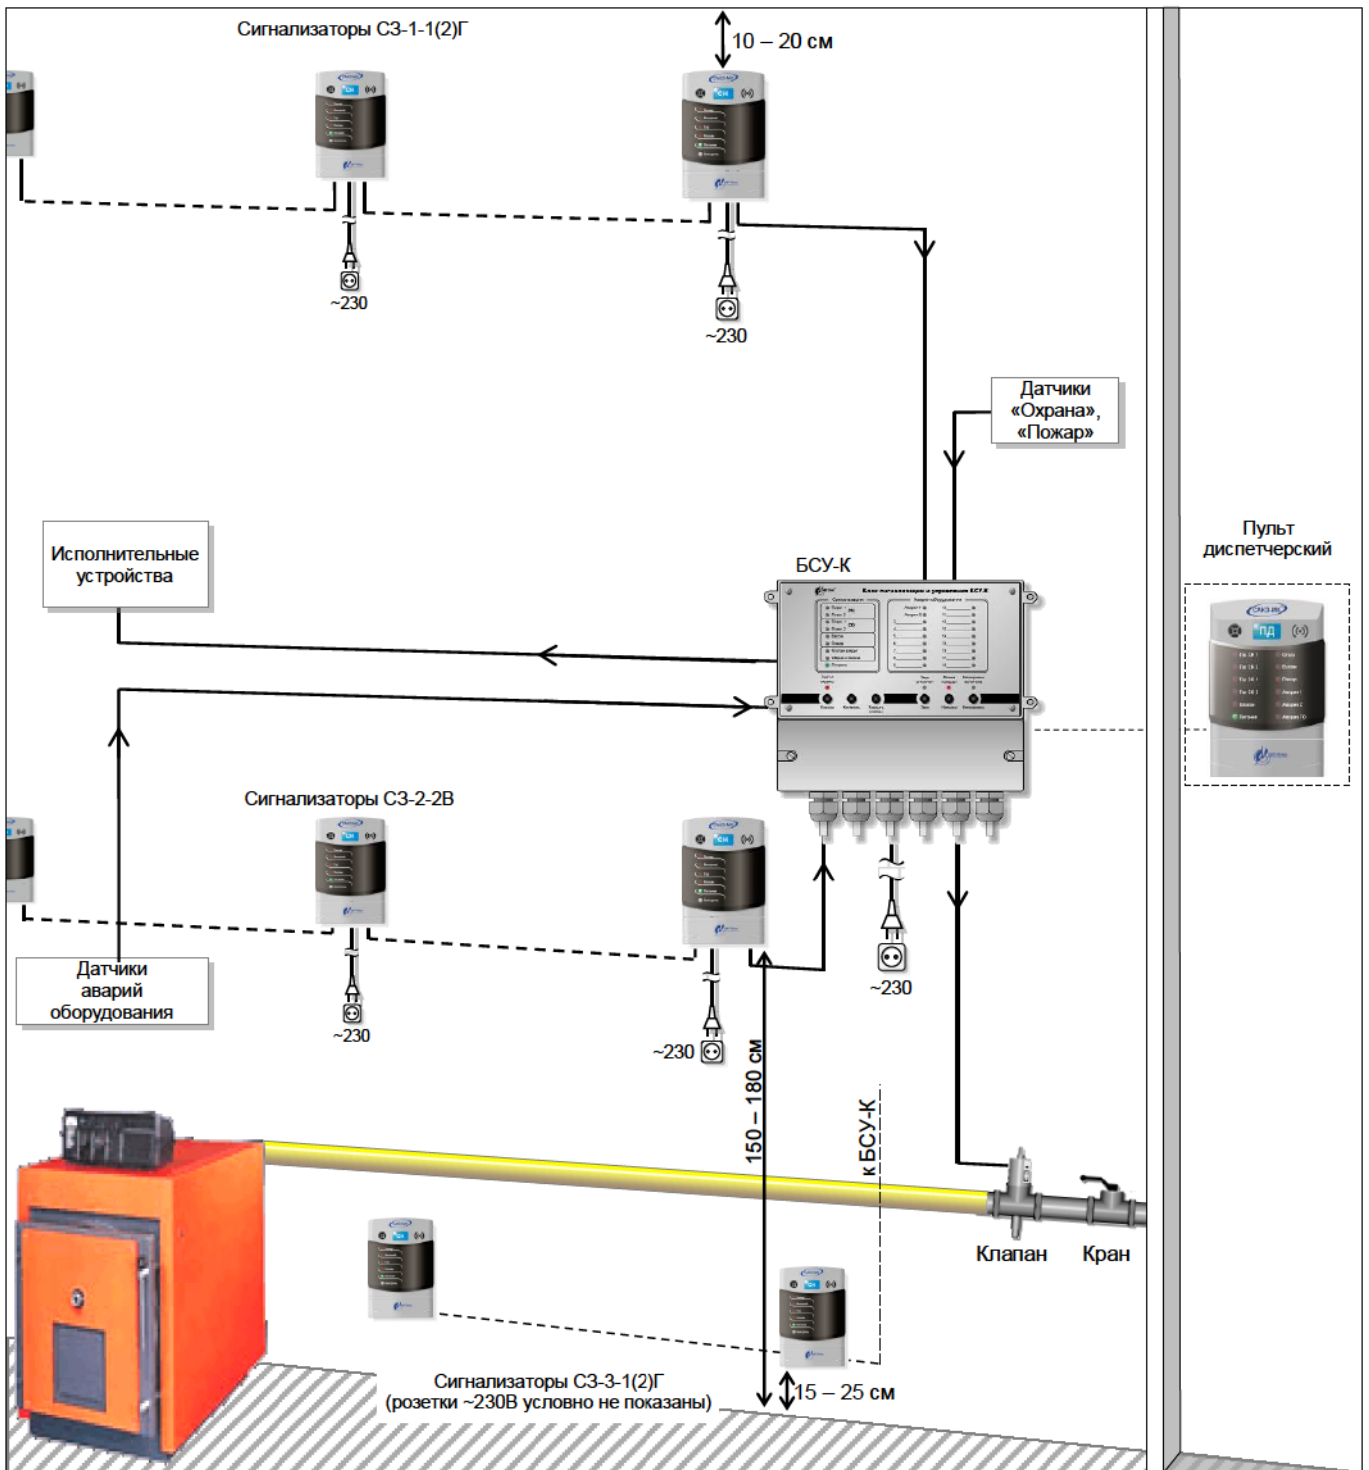 Сигнализаторы СЗ-1-1(2)Г
10 – 20 см
~230
~230
Датчики
«Охрана»,
«Пожар»
Исполнительные
устройства
БСУ-К
Пульт
диспетчерский
ПД
Сигнализаторы СЗ-2-2В
Датчики
аварий
оборудования
~230
~230
~230
150 – 180 см
к БСУ-К
Клапан
Кран
15 – 25 см
Сигнализаторы СЗ-3-1(2)Г
(розетки ~230В условно не показаны)